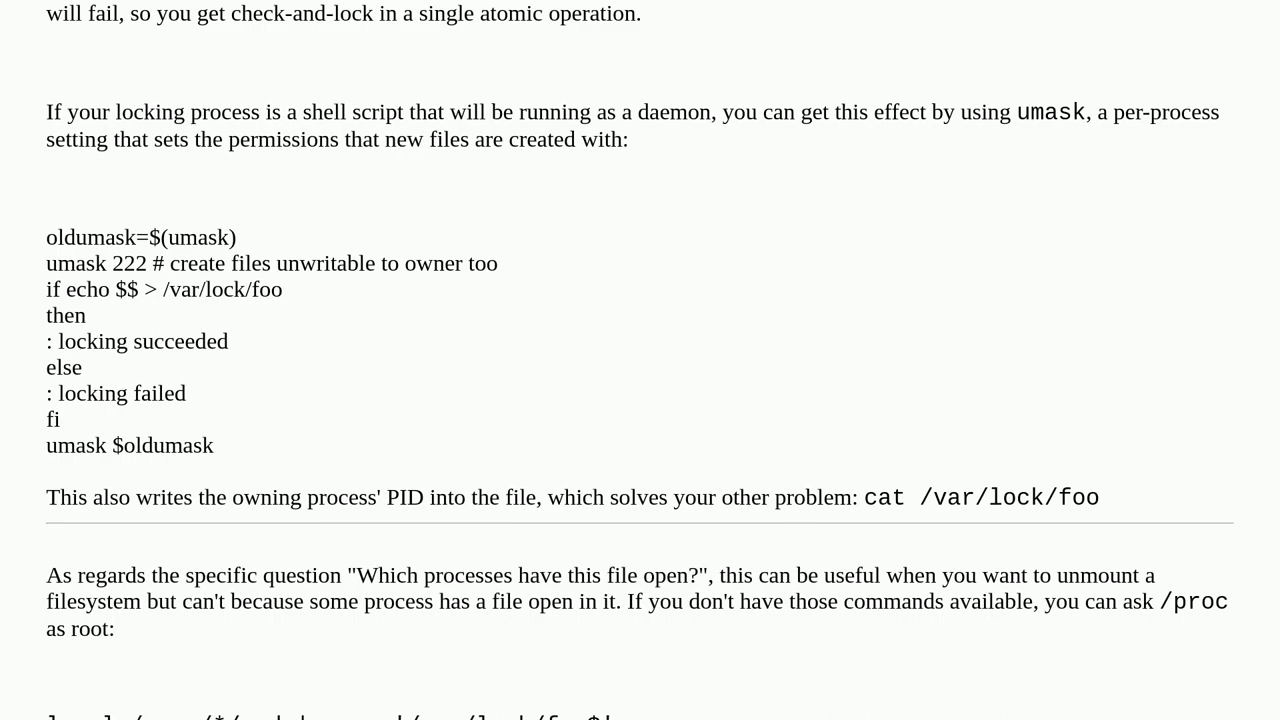 will fail, so you get check-and-lock in a single atomic operation.
If your locking process is a shell script that will be running as a daemon, you can get this effect by using umask, a per-process
setting that sets the permissions that new files are created with:
oldumask=$(umask)
umask 222 # create files unwritable to owner too
if echo $$ > /var/lock/foo
then
: locking succeeded
else
: locking failed
fi
umask $oldumask
This also writes the owning process' PID into the file, which solves your other problem: cat /var/lock/foo
As regards the specific question "Which processes have this file open?", this can be useful when you want to unmount a
filesystem but can't because some process has a file open in it. If you don't have those commands available, you can ask /proc
as root: